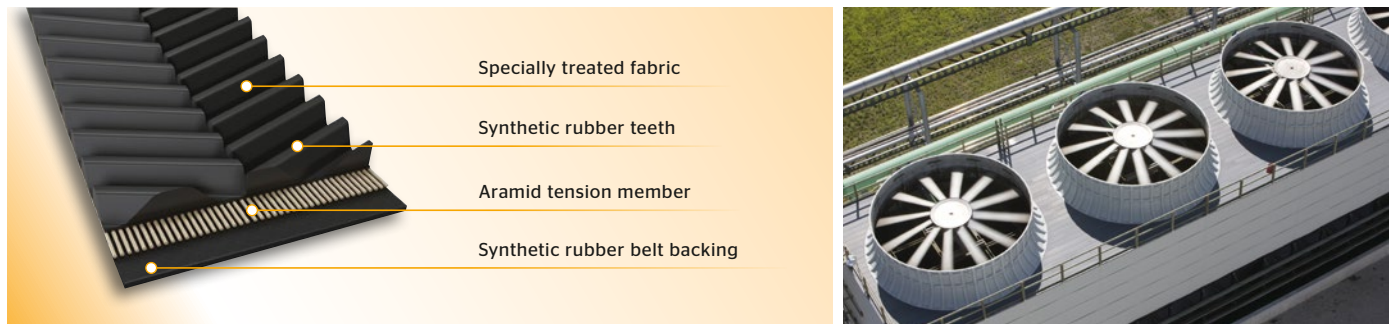 Specially treated fabric
Synthetic rubber teeth
Aramid tension member
Synthetic rubber belt backing